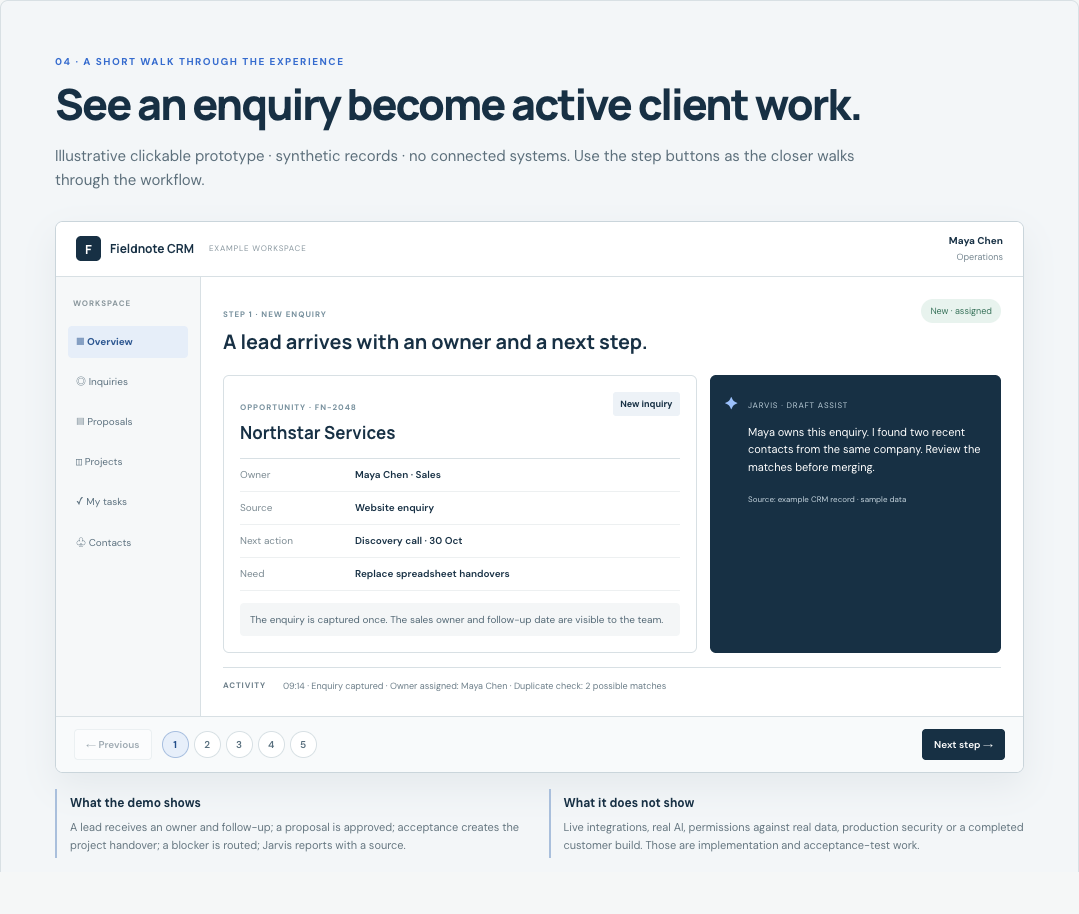 04 · A SHORT WALK THROUGH THE EXPERIENCE
See an enquiry become active client work.
Illustrative clickable prototype · synthetic records · no connected systems. Use the step buttons as the closer walks
through the workflow.
F
Fieldnote CRM
EXAMPLE WORKSPACE
Maya Chen
Operations
WORKSPACE
Overview
Inquiries
Proposals
Projects
My tasks
Contacts
STEP 1 · NEW ENQUIRY
New · assigned
A lead arrives with an owner and a next step.
OPPORTUNITY · FN-2048
New inquiry
Northstar Services
Owner Maya Chen · Sales
Source Website enquiry
Next action Discovery call · 30 Oct
Need Replace spreadsheet handovers
The enquiry is captured once. The sales owner and follow-up date are visible to the team.
JARVIS · DRAFT ASSIST
Maya owns this enquiry. I found two recent
contacts from the same company. Review the
matches before merging.
Source: example CRM record · sample data
ACTIVITY 09:14 · Enquiry captured · Owner assigned: Maya Chen · Duplicate check: 2 possible matches
← Previous
1 2 3 4 5
Next step →
What the demo shows
A lead receives an owner and follow-up; a proposal is approved; acceptance creates the
project handover; a blocker is routed; Jarvis reports with a source.
What it does not show
Live integrations, real AI, permissions against real data, production security or a completed
customer build. Those are implementation and acceptance-test work.